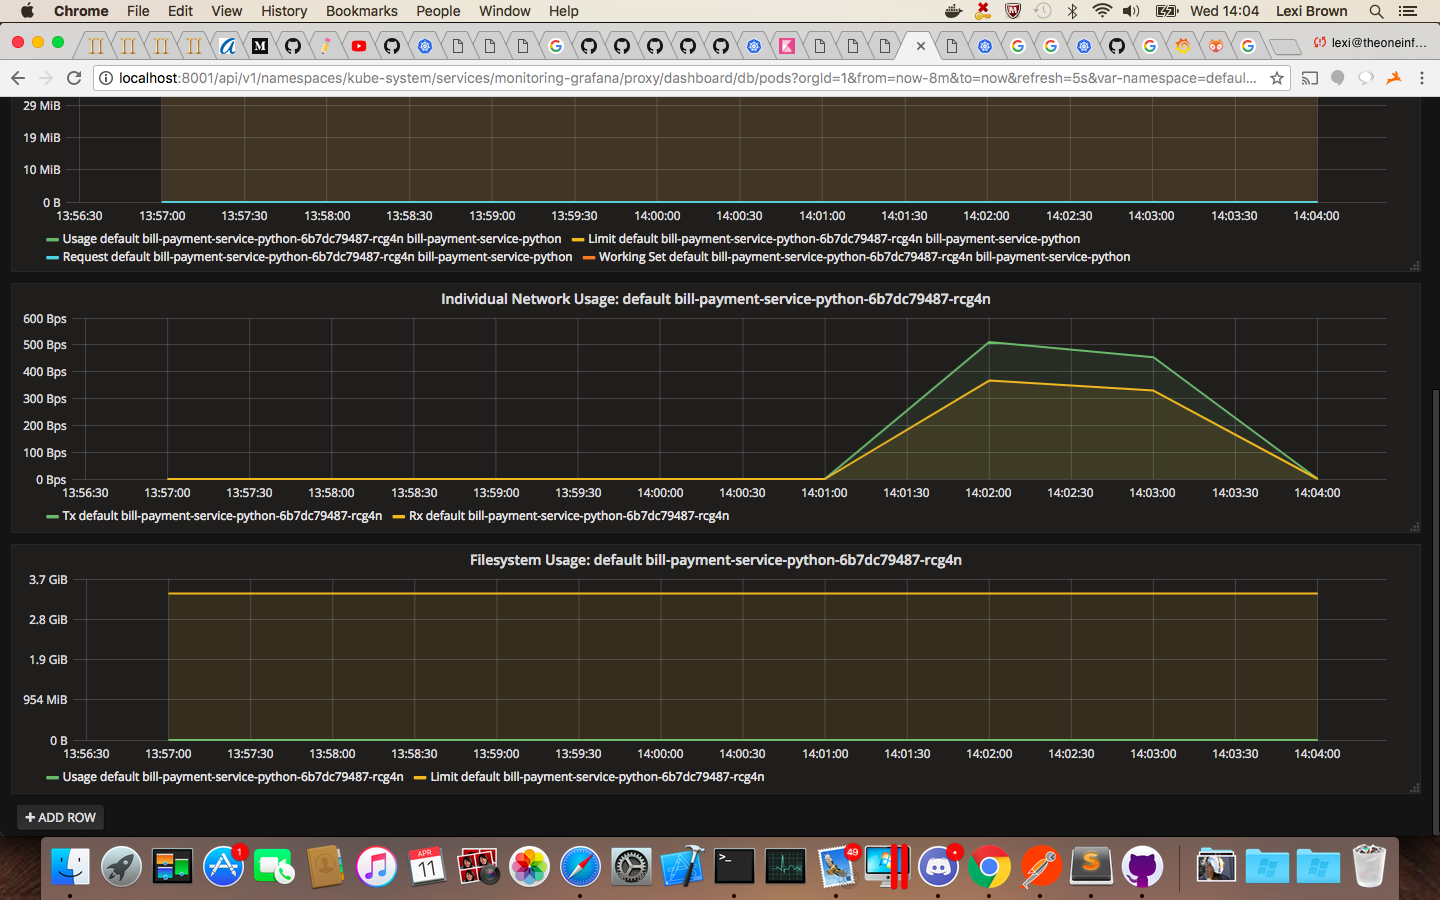 Chrome File Edit View History Bookmarks People Window Help Wed 14:04 Lexi Brown
lexi@theoneinf...
localhost:8001/api/v1/namespaces/kube-system/services/monitoring-grafana/proxy/dashboard/db/pods?orgId=1&from=now-8m&to=now&refresh=5s&var-namespace=defaul...
29 MiB
19 MiB
10 MiB
0 B
13:56:30 13:57:00 13:57:30 13:58:00 13:58:30 13:59:00 13:59:30 14:00:00 14:00:30 14:01:00 14:01:30 14:02:00 14:02:30 14:03:00 14:03:30 14:04:00
Usage default bill-payment-service-python-6b7dc79487-rcg4n bill-payment-service-python Limit default bill-payment-service-python-6b7dc79487-rcg4n bill-payment-service-python
Request default bill-payment-service-python-6b7dc79487-rcg4n bill-payment-service-python Working Set default bill-payment-service-python-6b7dc79487-rcg4n bill-payment-service-python
Individual Network Usage: default bill-payment-service-python-6b7dc79487-rcg4n
600 Bps
500 Bps
400 Bps
300 Bps
200 Bps
100 Bps
0 Bps
13:56:30 13:57:00 13:57:30 13:58:00 13:58:30 13:59:00 13:59:30 14:00:00 14:00:30 14:01:00 14:01:30 14:02:00 14:02:30 14:03:00 14:03:30 14:04:00
Tx default bill-payment-service-python-6b7dc79487-rcg4n Rx default bill-payment-service-python-6b7dc79487-rcg4n
Filesystem Usage: default bill-payment-service-python-6b7dc79487-rcg4n
3.7 GiB
2.8 GiB
1.9 GiB
954 MiB
0 B
13:56:30 13:57:00 13:57:30 13:58:00 13:58:30 13:59:00 13:59:30 14:00:00 14:00:30 14:01:00 14:01:30 14:02:00 14:02:30 14:03:00 14:03:30 14:04:00
Usage default bill-payment-service-python-6b7dc79487-rcg4n Limit default bill-payment-service-python-6b7dc79487-rcg4n
+ ADD ROW
1
APR
11
49